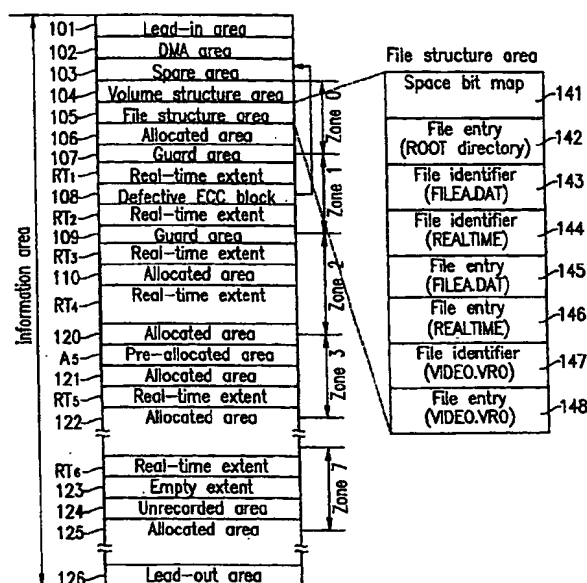 Information area
101 Lead-in area
102 DMA area
103 Spare area
104 Volume structure area
105 File structure area
106 Allocated area
107 Guard area
RT1 Real-time extent
108 Defective ECC block
RT2 Real-time extent
109 Guard area
RT3 Real-time extent
110 Allocated area
RT4 Real-time extent
120 Allocated area
A5 Pre-allocated area
121 Allocated area
RT5 Real-time extent
122 Allocated area
RT6 Real-time extent
123 Empty extent
124 Unrecorded area
125 Allocated area
126 Lead-out area
Zone 0
Zone 1
Zone 2
Zone 3
Zone 7
File structure area
Space bit map
141
File entry
(ROOT directory)
142
File identifier
(FILEA.DAT)
143
File identifier
(REALTIME)
144
File entry
(FILEA.DAT)
145
File entry
(REALTIME)
146
File identifier
(VIDEO.VRO)
147
File entry
(VIDEO.VRO)
148